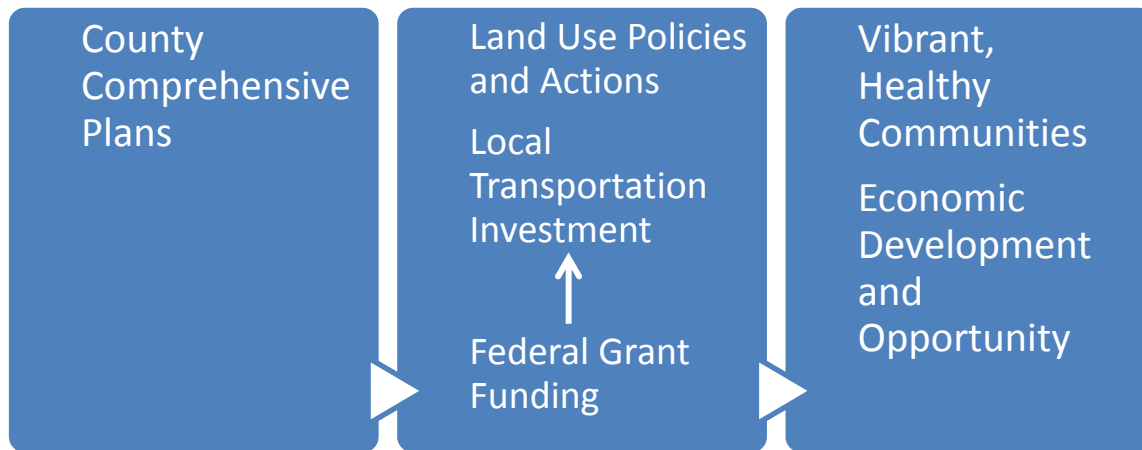 County
Comprehensive
Plans
Land Use Policies
and Actions
Local
Transportation
Investment
Federal Grant
Funding
Vibrant,
Healthy
Communities
Economic
Development
and
Opportunity